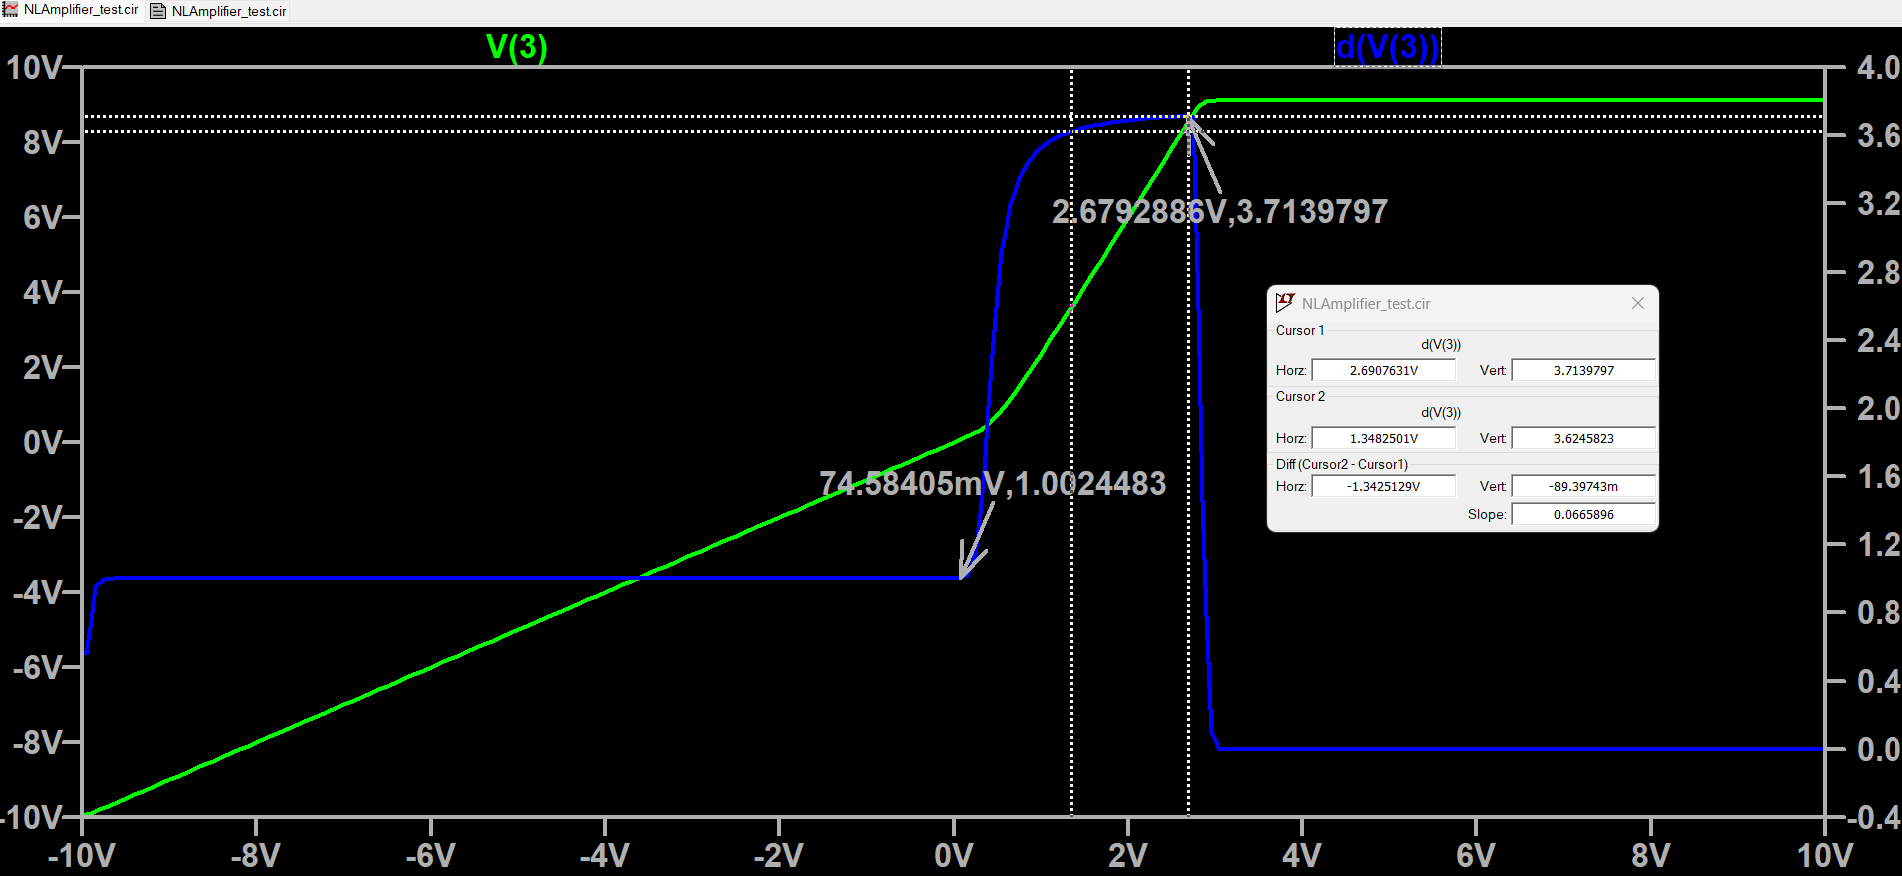 NLAmplifier_test.cir NLAmplifier_test.cir
V(3) d(V(3))
10V 4.0
8V 3.6
6V 3.2
4V 2.8
2V 2.4
0V 2.0
-2V 1.6
-4V 1.2
-6V 0.8
-8V 0.4
-10V 0.0
-0.4
2.6792886V,3.7139797
74.58405mV,1.0024483
NLAmplifier_test.cir
Cursor 1
d(V(3))
Horz: 2.6907631V Vert: 3.7139797
Cursor 2
d(V(3))
Horz: 1.3482501V Vert: 3.6245823
Diff (Cursor2 - Cursor1)
Horz: -1.3425129V Vert: -89.39743m
Slope: 0.0665896
-10V -8V -6V -4V -2V 0V 2V 4V 6V 8V 10V